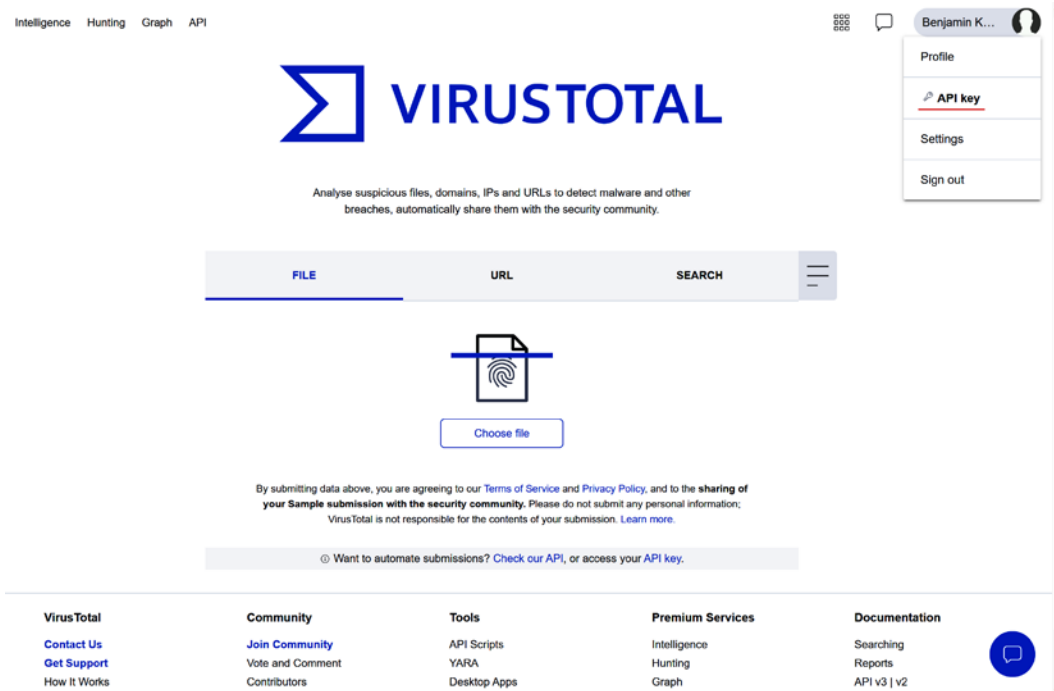 Intelligence Hunting Graph API
Benjamin K...
Profile
API key
Settings
Sign out
VIRUSTOTAL
Analyse suspicious files, domains, IPs and URLs to detect malware and other
breaches, automatically share them with the security community.
FILE URL SEARCH
Choose file
By submitting data above, you are agreeing to our Terms of Service and Privacy Policy, and to the sharing of
your Sample submission with the security community. Please do not submit any personal information;
VirusTotal is not responsible for the contents of your submission. Learn more.
Want to automate submissions? Check our API, or access your API key.
VirusTotal Community Tools Premium Services Documentation
Contact Us Join Community API Scripts Intelligence Searching
Get Support Vote and Comment YARA Hunting Reports
How It Works Contributors Desktop Apps Graph API v3 | v2